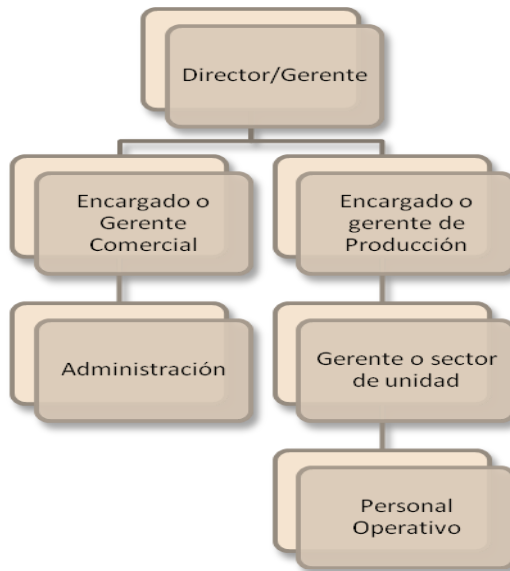 Director/Gerente
Encargado o
Gerente
Comercial
Encargado o
gerente de
Producción
Administración
Gerente o sector
de unidad
Personal
Operativo